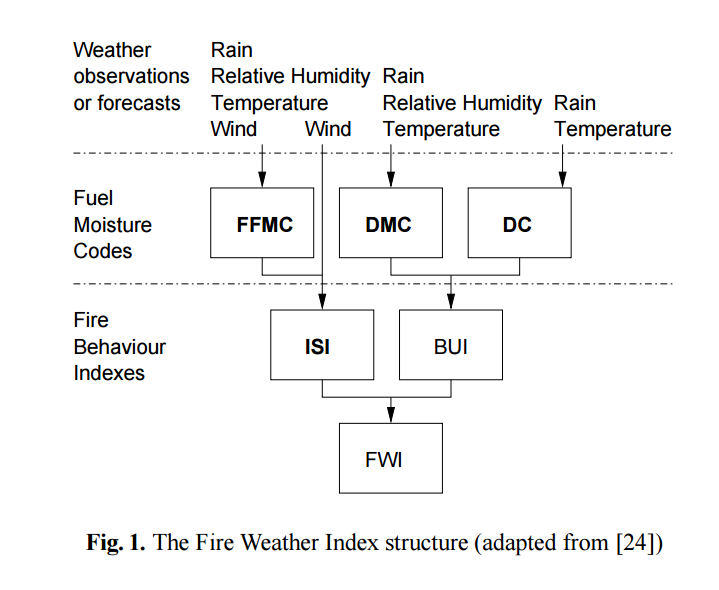 Weather
observations
or forecasts
Rain
Relative Humidity
Temperature
Wind
Wind
Rain
Relative Humidity
Temperature
Rain
Temperature
Fuel
Moisture
Codes
FFMC
DMC
DC
Fire
Behaviour
Indexes
ISI
BUI
FWI
Fig. 1. The Fire Weather Index structure (adapted from [24])